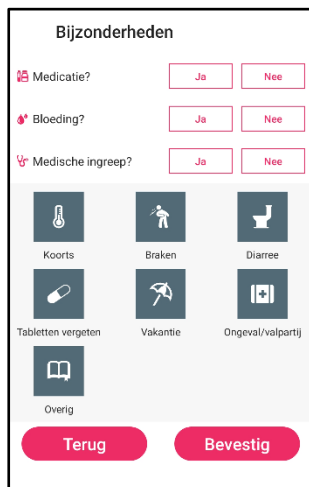 Bijzonderheden
Medicatie? Ja Nee
Bloeding? Ja Nee
Medische ingreep? Ja Nee
Koorts Braken Diarree
Tabletten vergeten Vakantie Ongeval/valpartij
Overig
Terug Bevestig